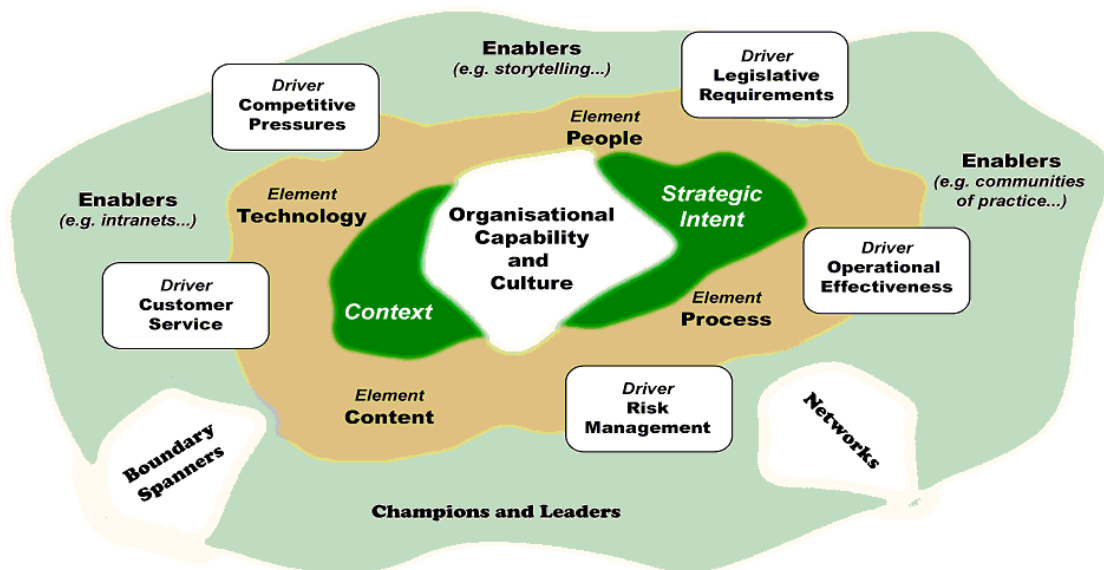 Enablers
(e.g. storytelling...)
Driver
Legislative
Requirements
Driver
Competitive
Pressures
Element
People
Enablers
(e.g. communities
of practice...)
Enablers
(e.g. intranets...)
Element
Technology
Strategic
Intent
Organisational
Capability
and
Culture
Driver
Operational
Effectiveness
Driver
Customer
Service
Context
Element
Process
Element
Content
Driver
Risk
Management
Networks
Boundary
Spanners
Champions and Leaders